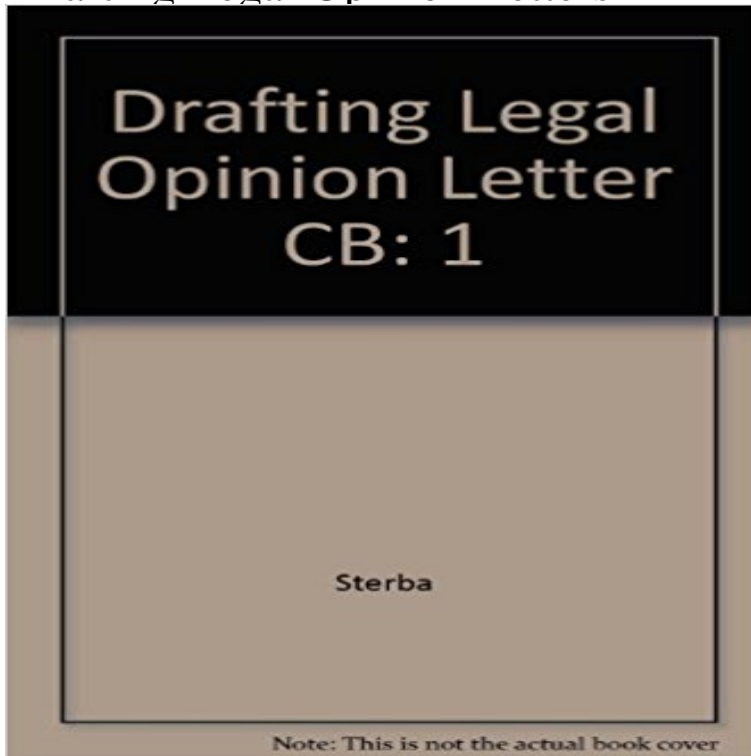 Drafting Legal
Opinion Letter
CB: 1
Sterba
Note: This is not the actual book cover